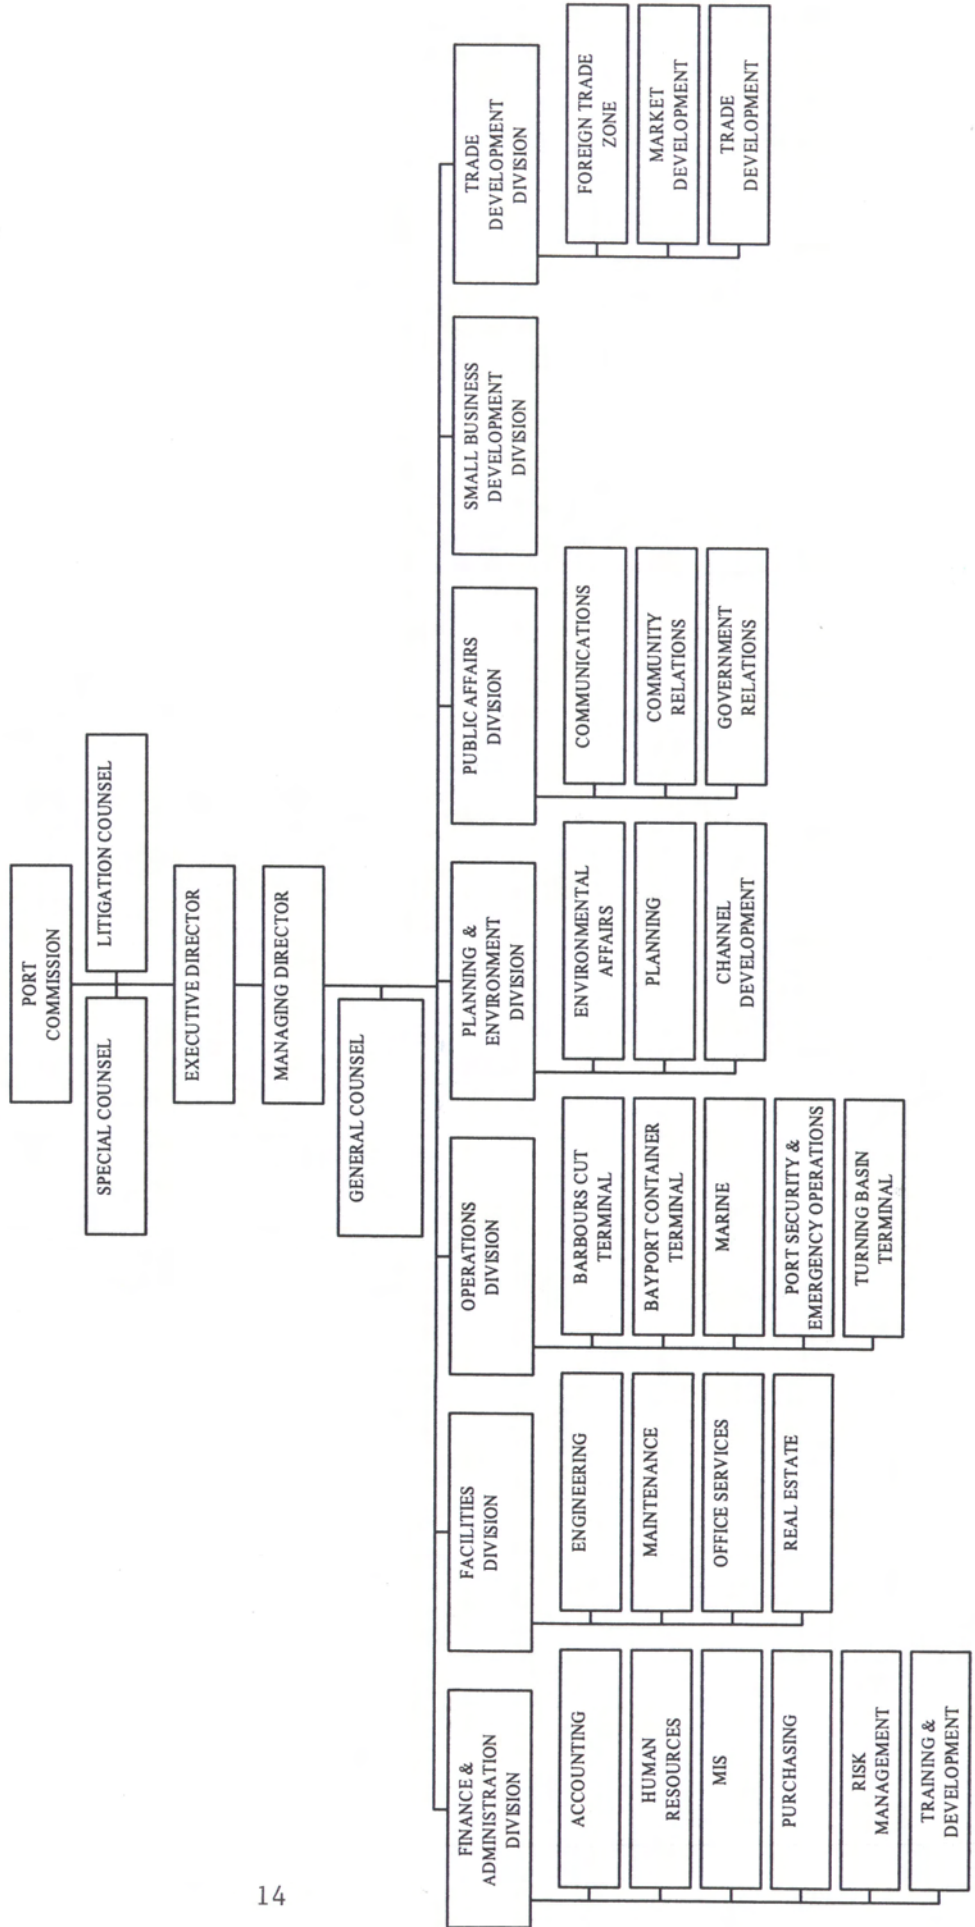 PORT
COMMISSION
SPECIAL COUNSEL
LITIGATION COUNSEL
EXECUTIVE DIRECTOR
MANAGING DIRECTOR
GENERAL COUNSEL
FINANCE &
ADMINISTRATION
DIVISION
ACCOUNTING
HUMAN
RESOURCES
MIS
PURCHASING
RISK
MANAGEMENT
TRAINING &
DEVELOPMENT
FACILITIES
DIVISION
ENGINEERING
MAINTENANCE
OFFICE SERVICES
REAL ESTATE
OPERATIONS
DIVISION
BARBOURS CUT
TERMINAL
BAYPORT CONTAINER
TERMINAL
MARINE
PORT SECURITY &
EMERGENCY OPERATIONS
TURNING BASIN
TERMINAL
PLANNING &
ENVIRONMENT
DIVISION
ENVIRONMENTAL
AFFAIRS
PLANNING
CHANNEL
DEVELOPMENT
PUBLIC AFFAIRS
DIVISION
COMMUNICATIONS
COMMUNITY
RELATIONS
GOVERNMENT
RELATIONS
SMALL BUSINESS
DEVELOPMENT
DIVISION
TRADE
DEVELOPMENT
DIVISION
FOREIGN TRADE
ZONE
MARKET
DEVELOPMENT
TRADE
DEVELOPMENT
14